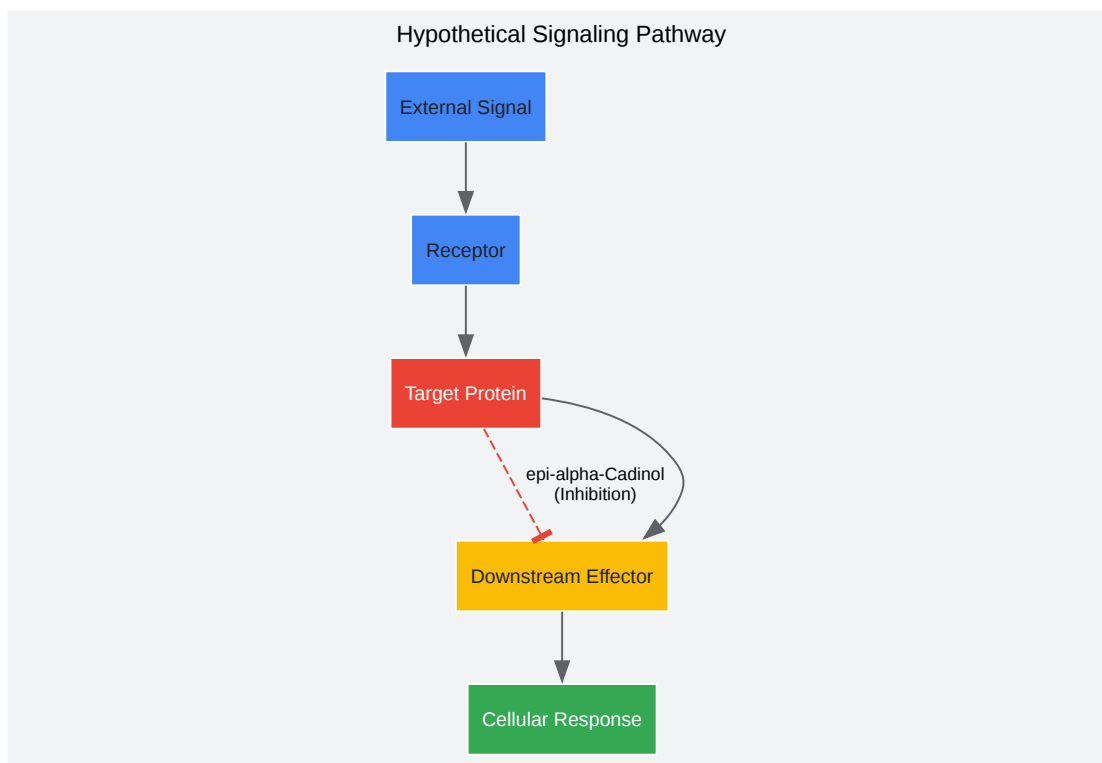 Hypothetical Signaling Pathway
External Signal
Receptor
Target Protein
epi-alpha-Cadinol
(Inhibition)
Downstream Effector
Cellular Response